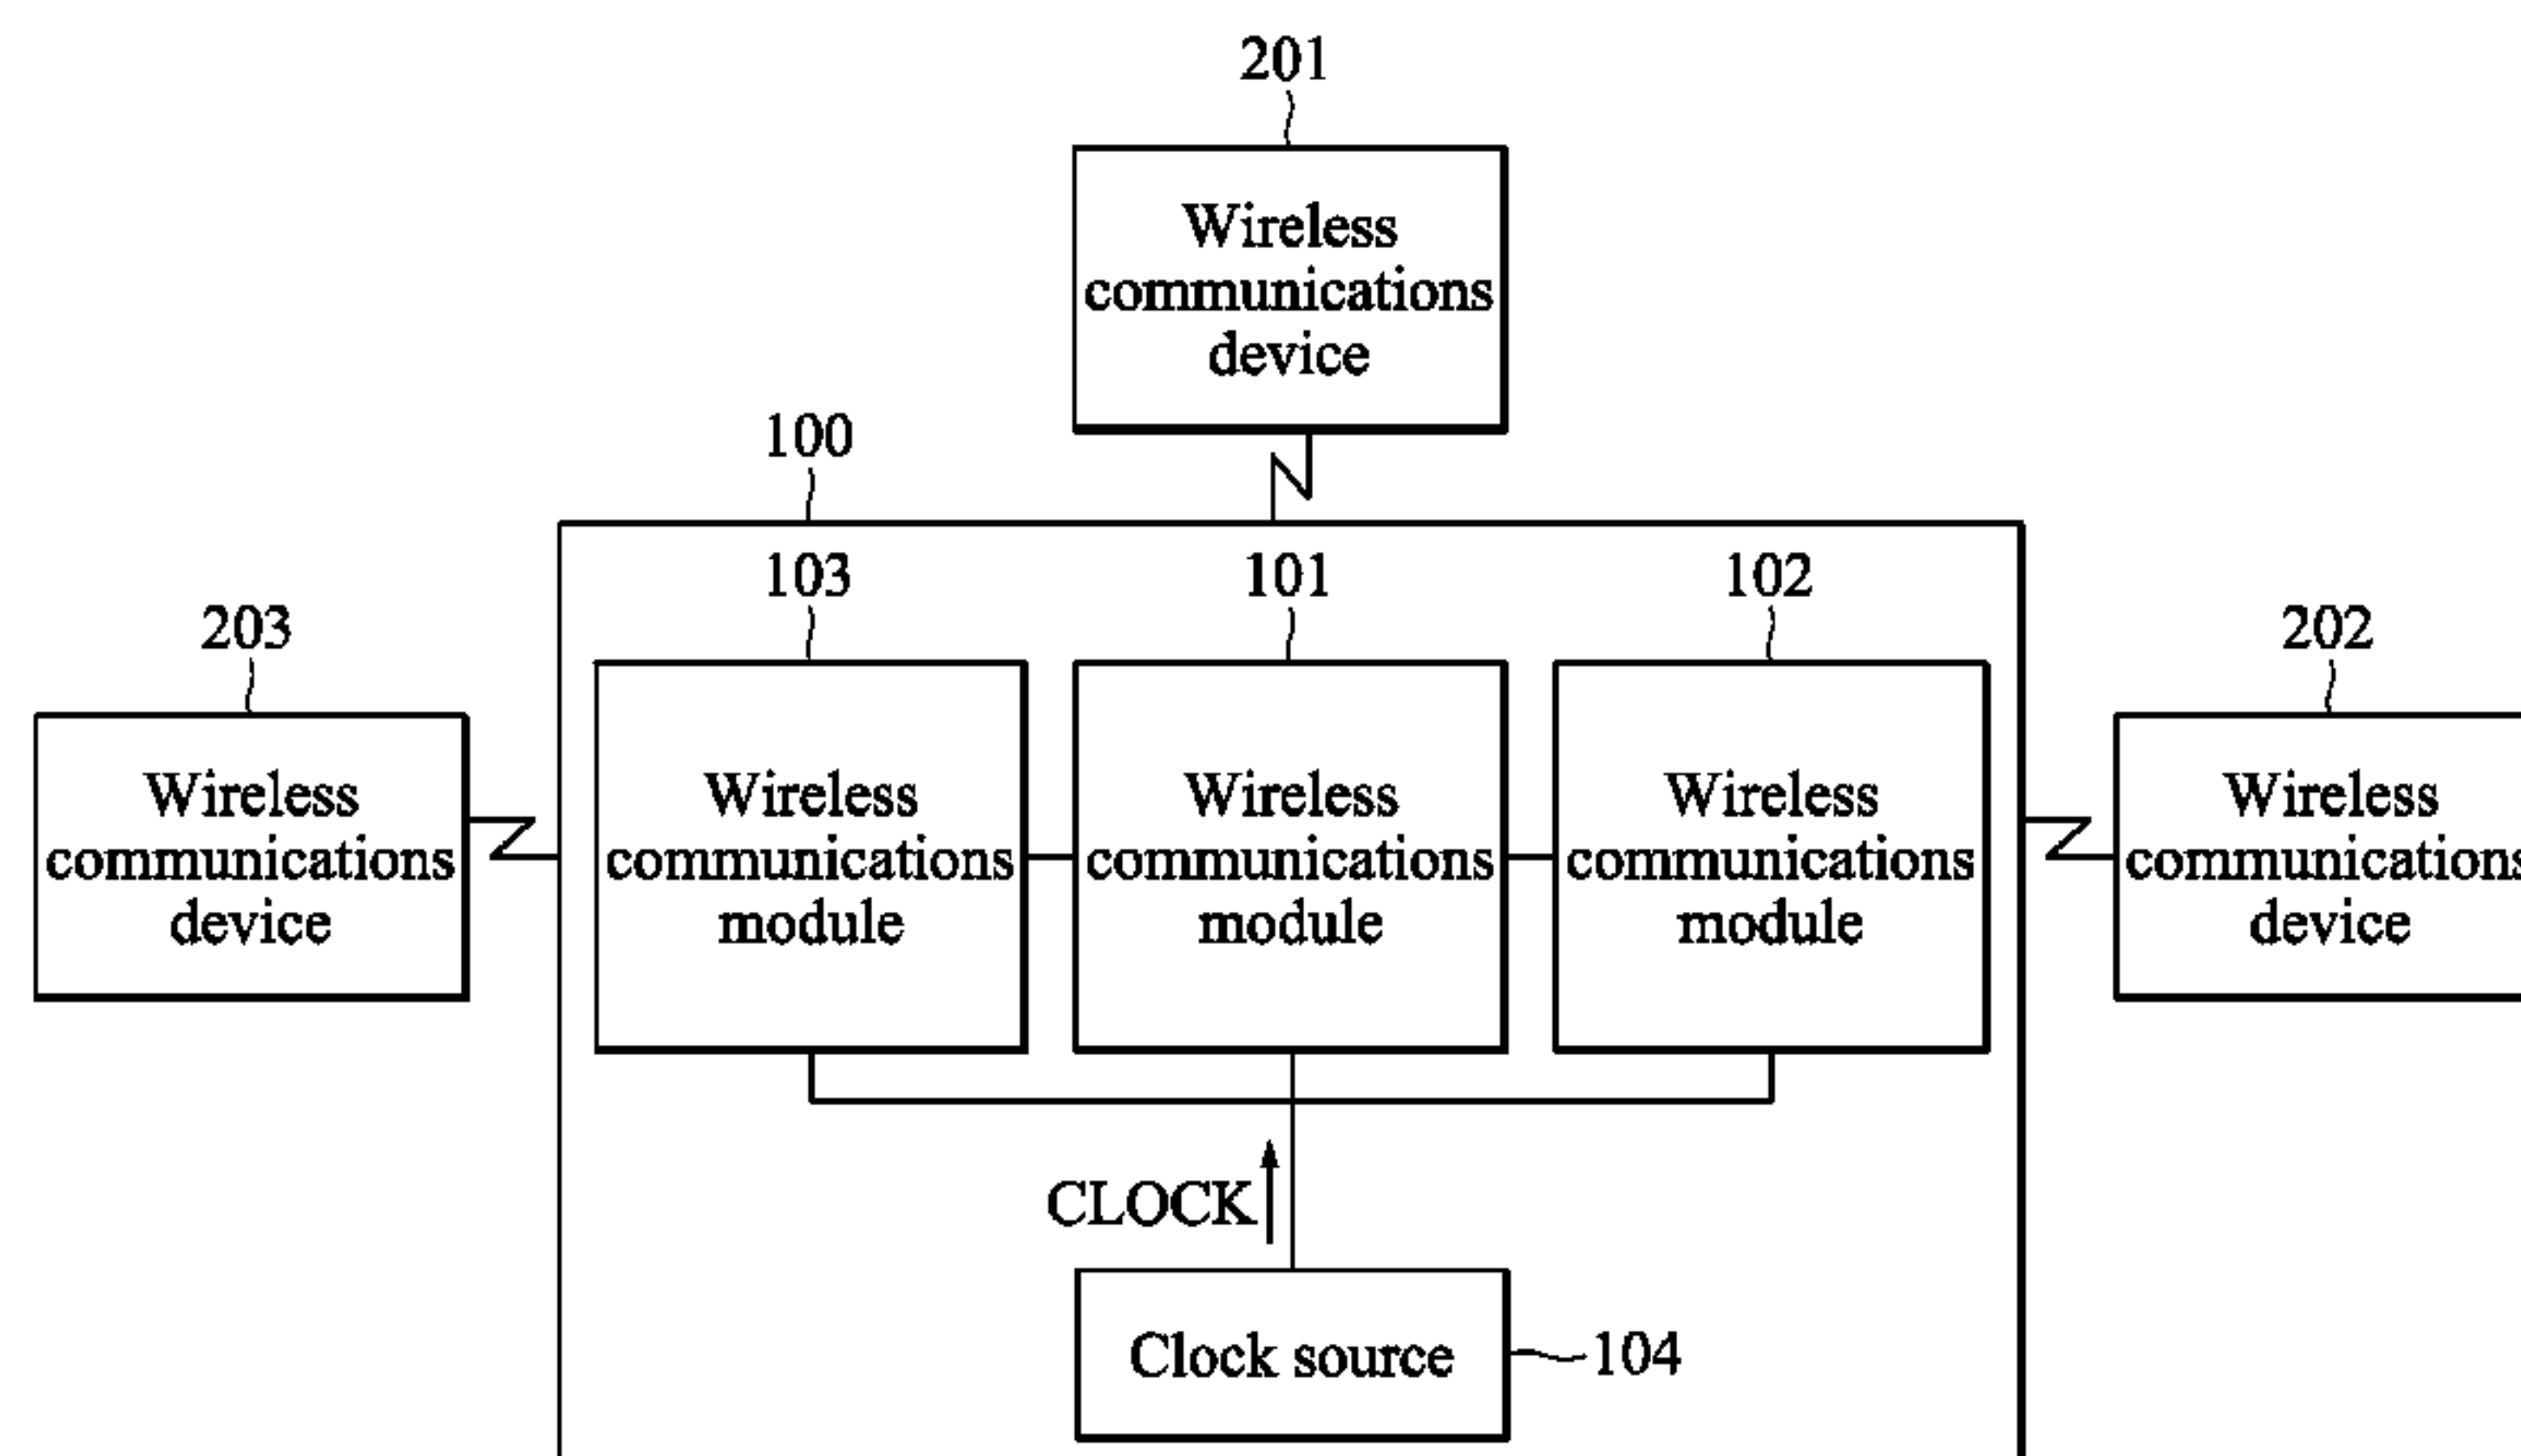 201
Wireless
communications
device
100
103
101
102
203
202
Wireless
communications
device
Wireless
communications
module
Wireless
communications
module
Wireless
communications
module
Wireless
communications
device
CLOCK
Clock source
104